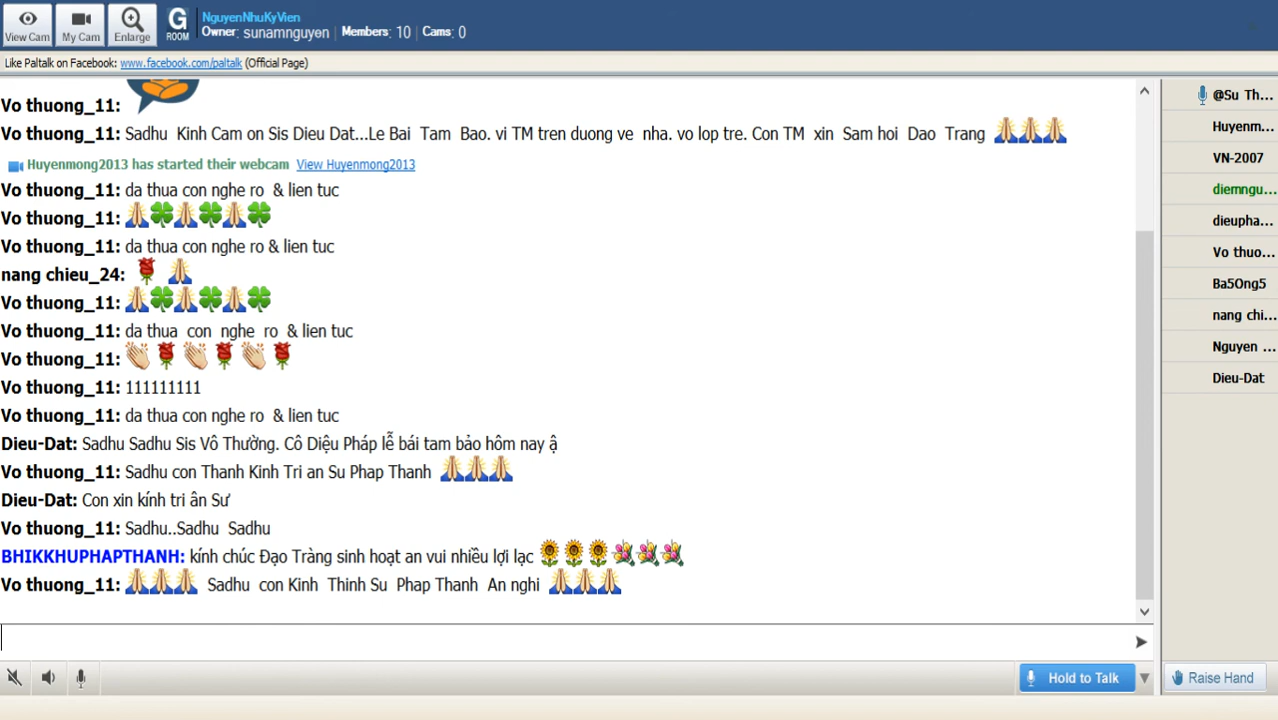 View Cam
My Cam
Enlarge
G
ROOM
NguyenNhuKyVien
Owner: sunamnguyen
Members: 10
Cams: 0
Like Paltalk on Facebook: www.facebook.com/paltalk (Official Page)
Vo thuong_11:
Vo thuong_11: Sadhu Kinh Cam on Sis Dieu Dat...Le Bai Tam Bao. vi TM tren duong ve nha. vo lop tre. Con TM xin Sam hoi Dao Trang 🙏🙏🙏
Huyenmong2013 has started their webcam View Huyenmong2013
Vo thuong_11: da thua con nghe ro & lien tuc
Vo thuong_11: 🙏🍀🙏🍀🙏🍀
Vo thuong_11: da thua con nghe ro & lien tuc
nang chieu_24: 🌹 🙏
Vo thuong_11: 🙏🍀🙏🍀🙏🍀
Vo thuong_11: da thua con nghe ro & lien tuc
Vo thuong_11: 👏🌹👏🌹👏🌹
Vo thuong_11: 111111111
Vo thuong_11: da thua con nghe ro & lien tuc
Dieu-Dat: Sadhu Sadhu Sis Vô Thưởng. Cô Diệu Pháp lễ bái tam bảo hôm nay ậ
Vo thuong_11: Sadhu con Thanh Kinh Tri an Su Phap Thanh 🙏🙏🙏
Dieu-Dat: Con xin kính tri ân Sư
Vo thuong_11: Sadhu..Sadhu Sadhu
BHIKKHUPHAPTHANH: kính chúc Đạo Tràng sinh hoạt an vui nhiều lợi lạc 🌻🌻🌻💐💐💐
Vo thuong_11: 🙏🙏🙏 Sadhu con Kinh Thinh Su Phap Thanh An nghi 🙏🙏🙏
@Su Th...
Huyenm...
VN-2007
diemngu...
dieupha...
Vo thuo...
Ba5Ong5
nang chi...
Nguyen ...
Dieu-Dat
Hold to Talk
Raise Hand